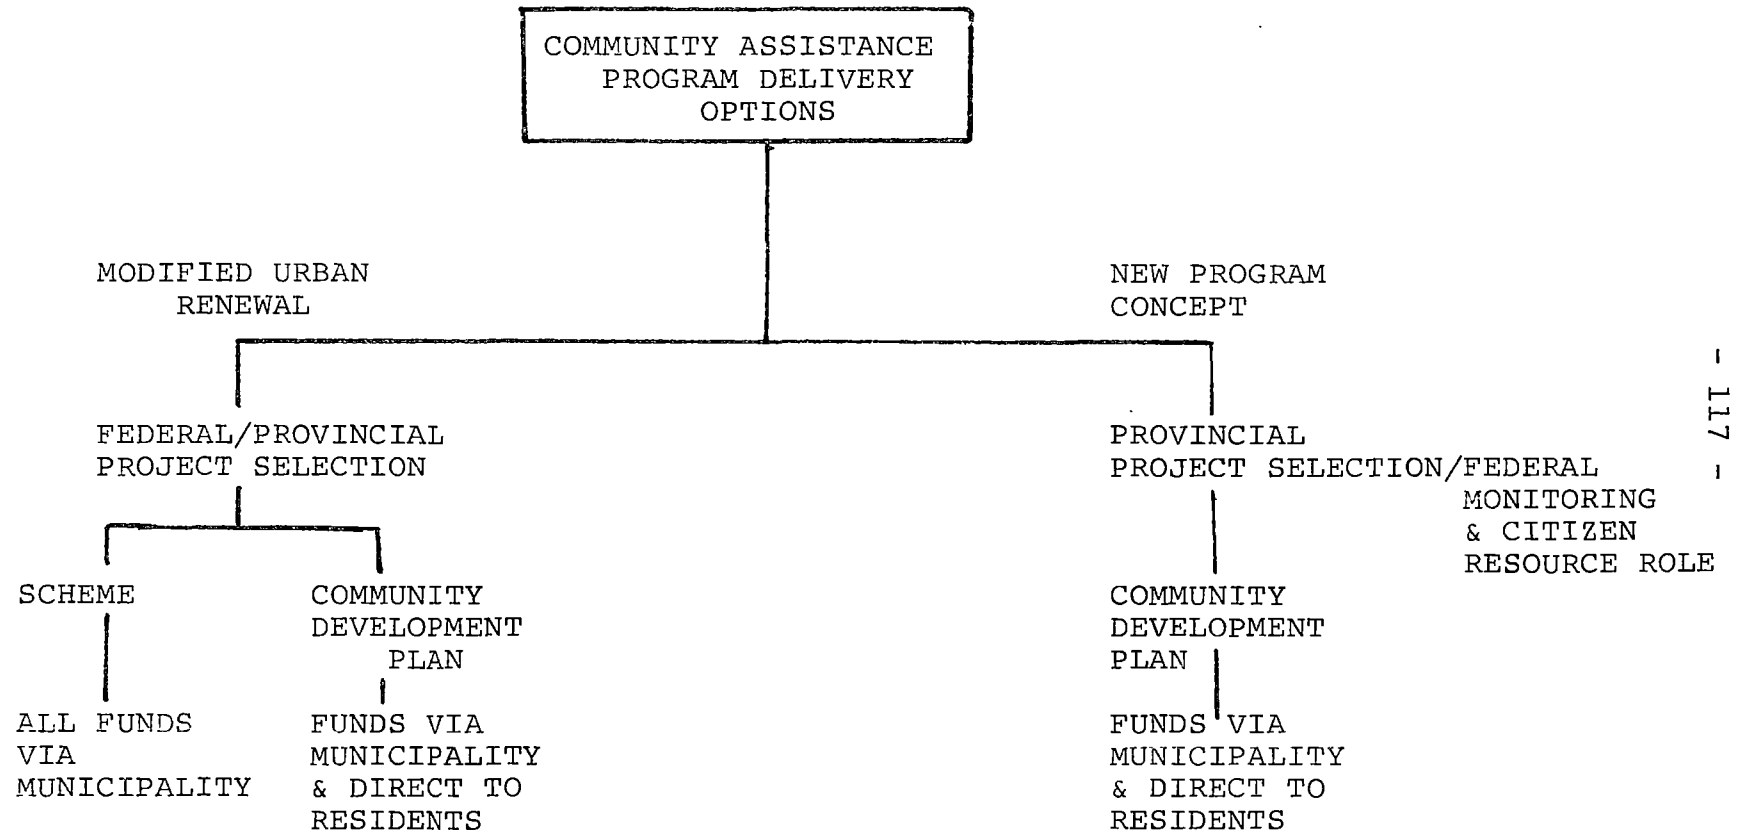 COMMUNITY ASSISTANCE
PROGRAM DELIVERY
OPTIONS
MODIFIED URBAN
RENEWAL
NEW PROGRAM
CONCEPT
FEDERAL/PROVINCIAL
PROJECT SELECTION
PROVINCIAL
PROJECT SELECTION/FEDERAL
MONITORING
& CITIZEN
RESOURCE ROLE
SCHEME
COMMUNITY
DEVELOPMENT
PLAN
COMMUNITY
DEVELOPMENT
PLAN
ALL FUNDS
VIA
MUNICIPALITY
FUNDS VIA
MUNICIPALITY
& DIRECT TO
RESIDENTS
FUNDS VIA
MUNICIPALITY
& DIRECT TO
RESIDENTS
- 117 -